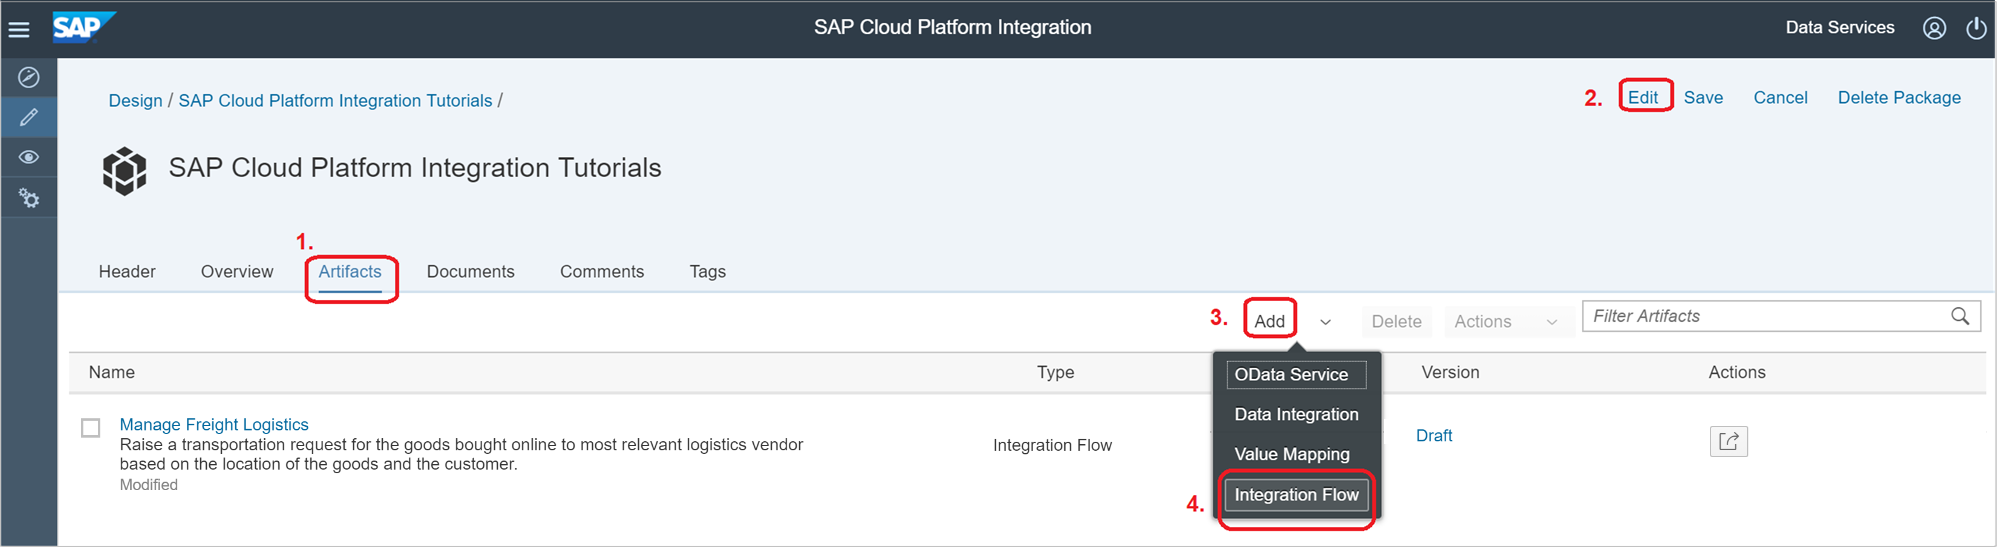 SAP
SAP Cloud Platform Integration
Data Services
Design / SAP Cloud Platform Integration Tutorials /
2. Edit Save Cancel Delete Package
SAP Cloud Platform Integration Tutorials
1.
Header Overview Artifacts Documents Comments Tags
3. Add Delete Actions Filter Artifacts
Name Type Version Actions
OData Service
Data Integration
Value Mapping
4. Integration Flow
Manage Freight Logistics
Raise a transportation request for the goods bought online to most relevant logistics vendor
based on the location of the goods and the customer.
Modified
Integration Flow
Draft